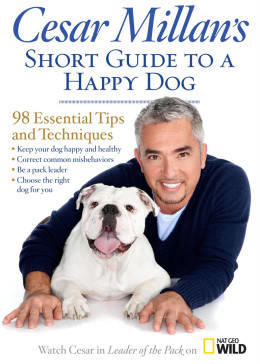 Cesar Millan's
SHORT GUIDE TO A
HAPPY DOG
98 Essential Tips
and Techniques
• Keep your dog happy and healthy
• Correct common misbehaviors
• Be a pack leader
• Choose the right
dog for you
Watch Cesar in Leader of the Pack on
NAT GEO
WILD